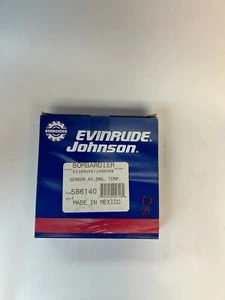 BOMBARDIER
EVINRUDE
Johnson
BOMBARDIER
EVINRUDE/JOHNSON
SENSOR AY,ENG. TEMP.
586140
MADE IN MEXICO